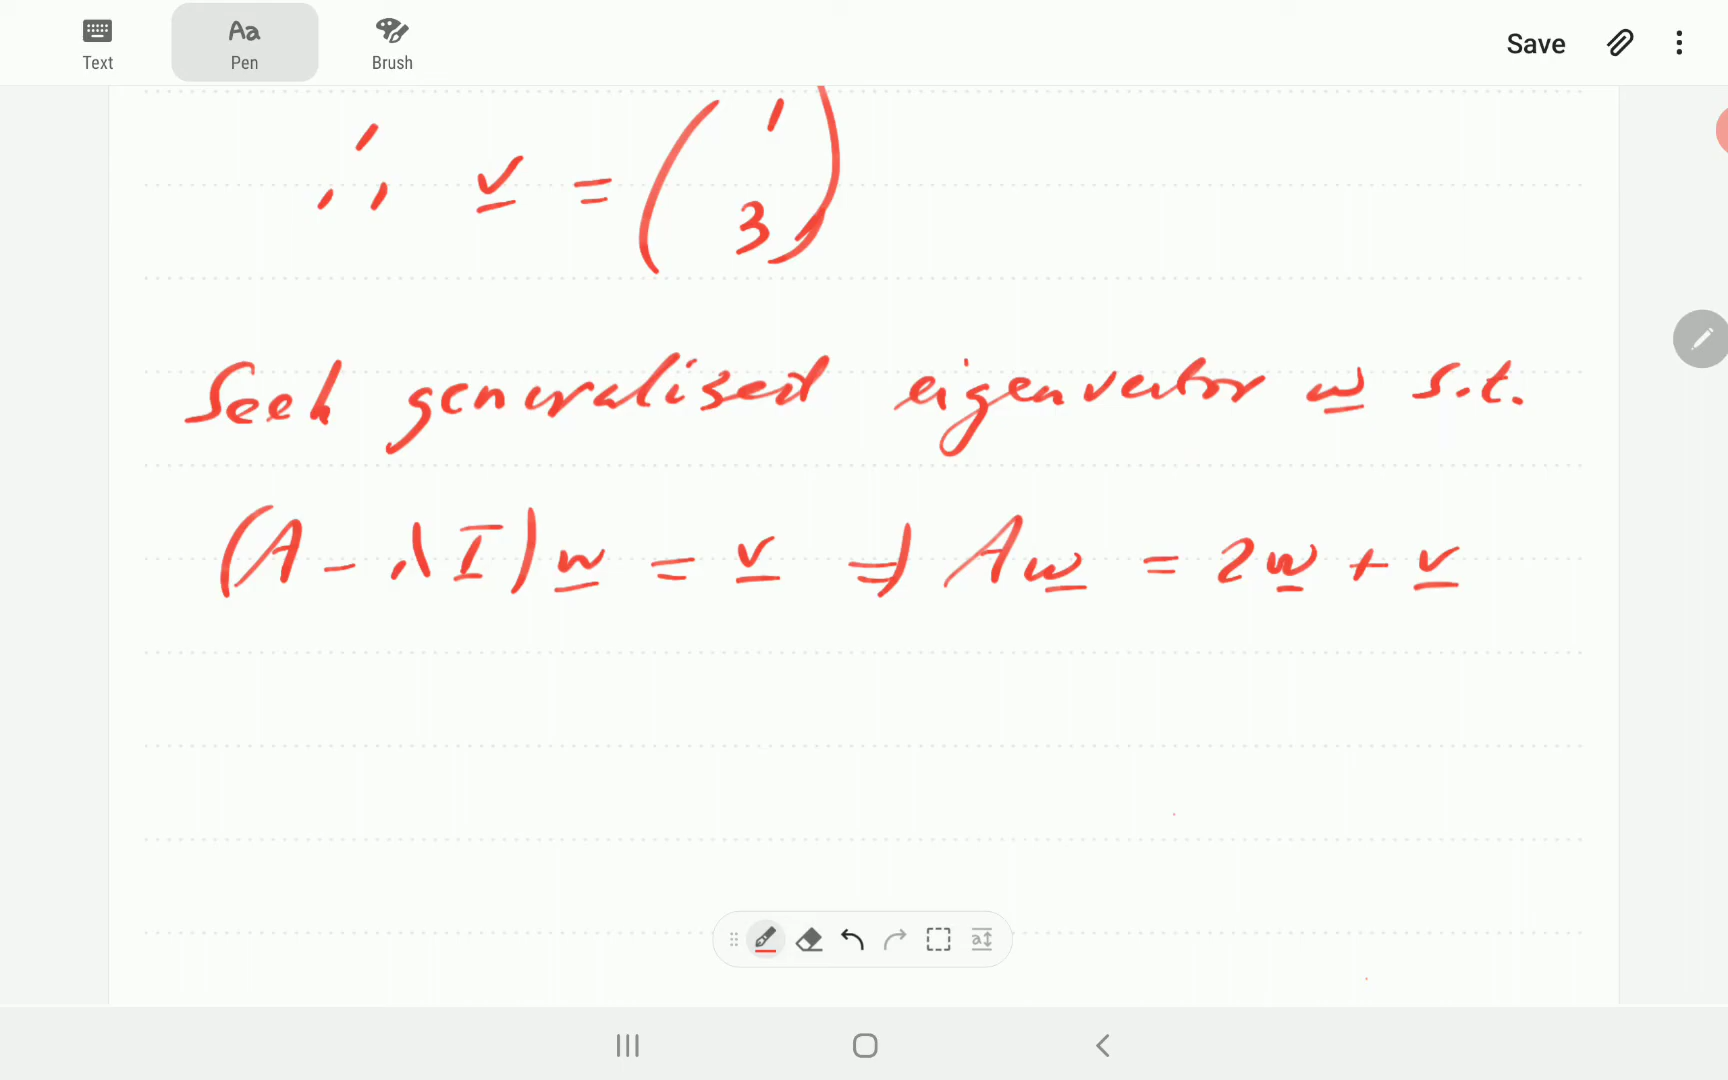 Text Pen Brush Save
∴ v = ( 1
3 )
Seek generalised eigenvector w s.t.
(A - λI) w = v ⇒ Aw = 2w + v